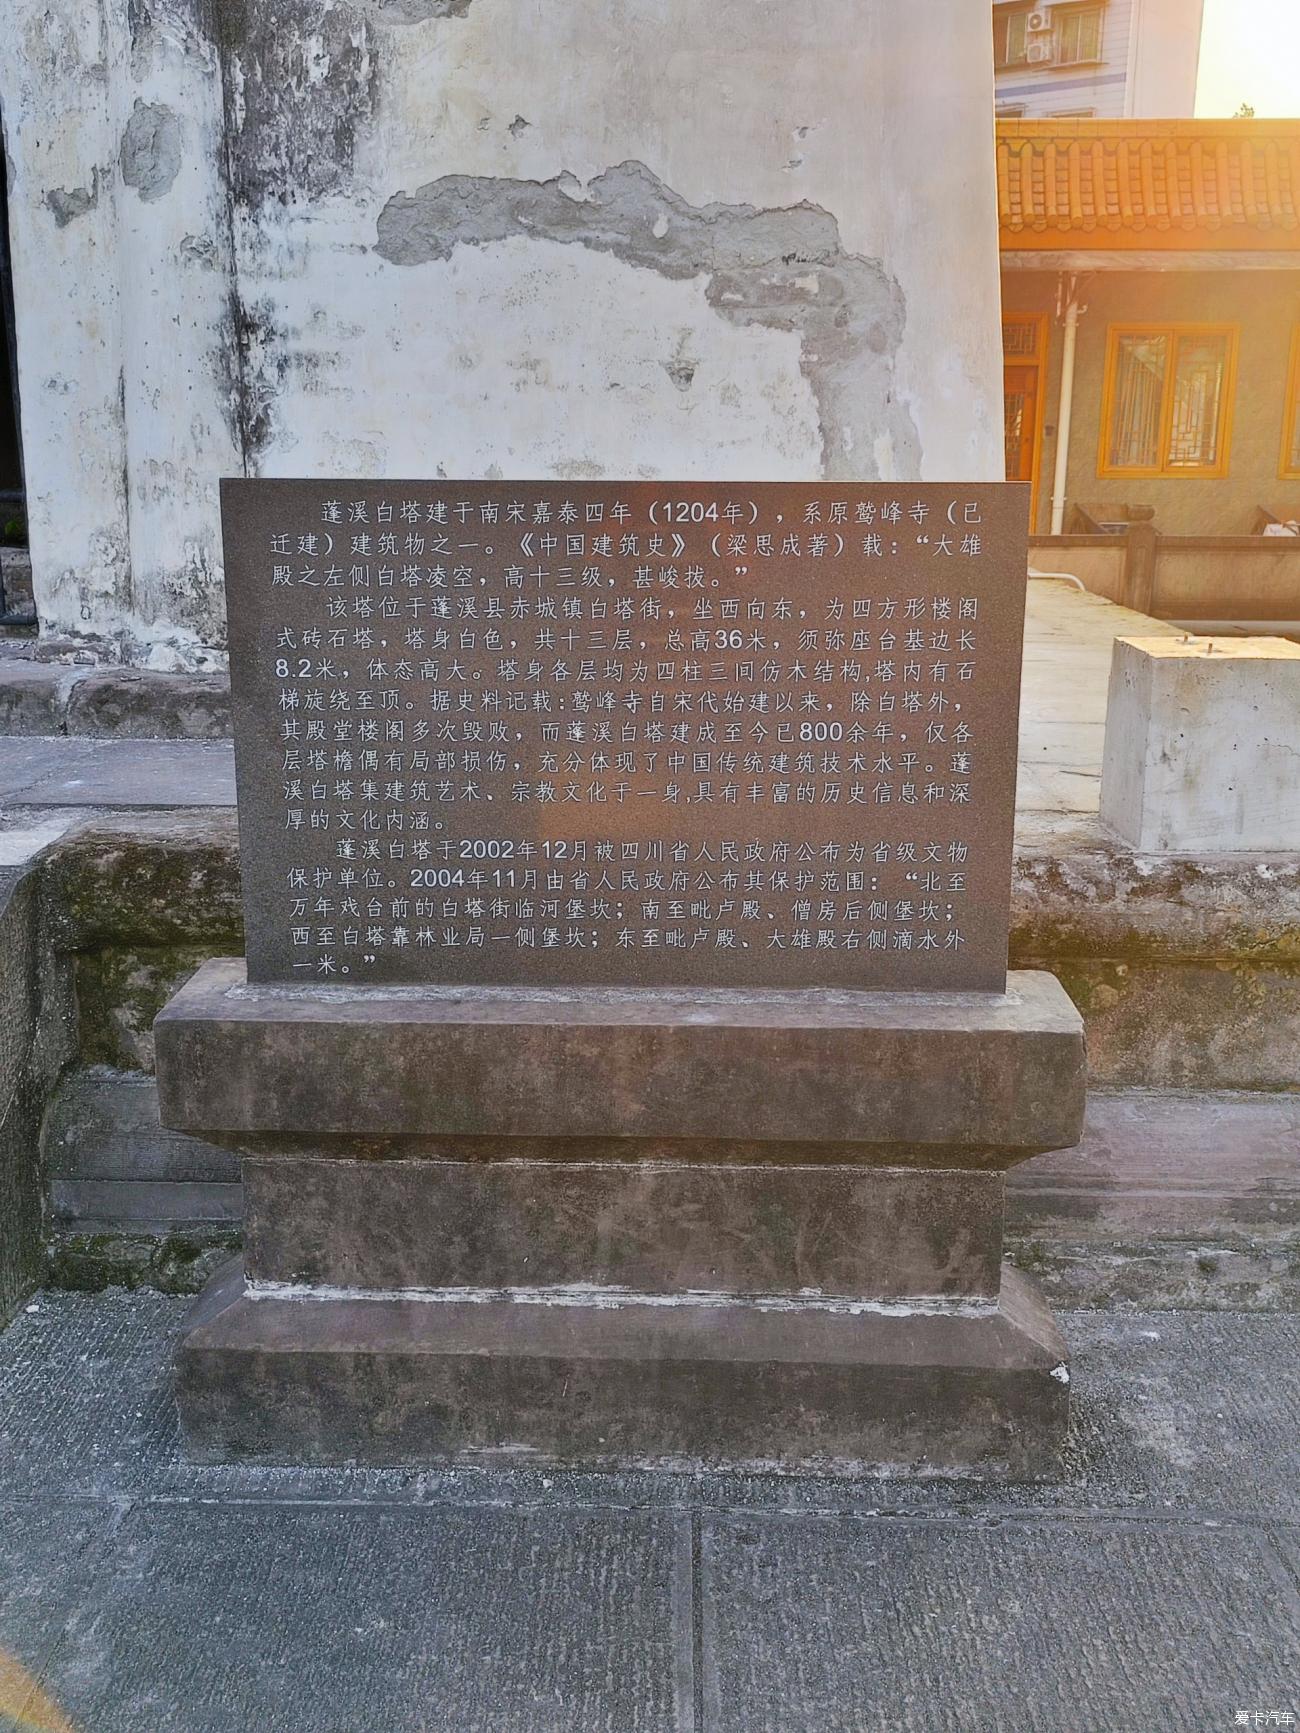 蓬溪白塔建于南宋嘉泰四年（1204年），系原鹫峰寺（已
迁建）建筑物之一。《中国建筑史》（梁思成著）载：“大雄
殿之左侧白塔凌空，高十三级，甚峻拔。”
该塔位于蓬溪县赤城镇白塔街，坐西向东，为四方形楼阁
式砖石塔，塔身白色，共十三层，总高36米，须弥座台基边长
8.2米，体态高大。塔身各层均为四柱三间仿木结构,塔内有石
梯旋绕至顶。据史料记载:鹫峰寺自宋代始建以来，除白塔外，
其殿堂楼阁多次毁败，而蓬溪白塔建成至今已800余年，仅各
层塔檐偶有局部损伤，充分体现了中国传统建筑技术水平。蓬
溪白塔集建筑艺术、宗教文化于一身,具有丰富的历史信息和深
厚的文化内涵。
蓬溪白塔于2002年12月被四川省人民政府公布为省级文物
保护单位。2004年11月由省人民政府公布其保护范围：“北至
万年戏台前的白塔街临河堡坎；南至毗卢殿、僧房后侧堡坎；
西至白塔靠林业局一侧堡坎；东至毗卢殿、大雄殿右侧滴水外
一米。”
爱卡汽车